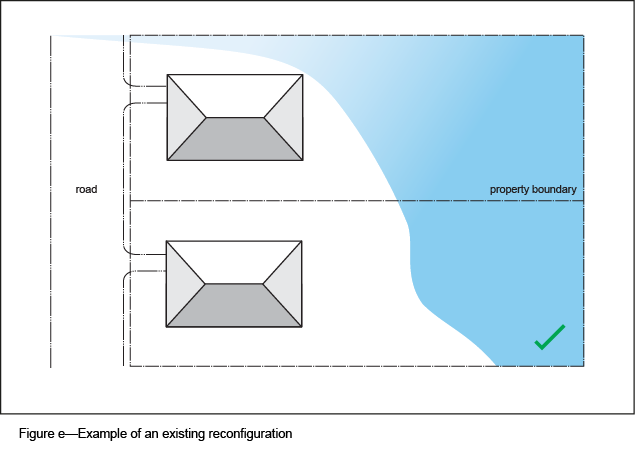 road
property boundary
Figure e—Example of an existing reconfiguration